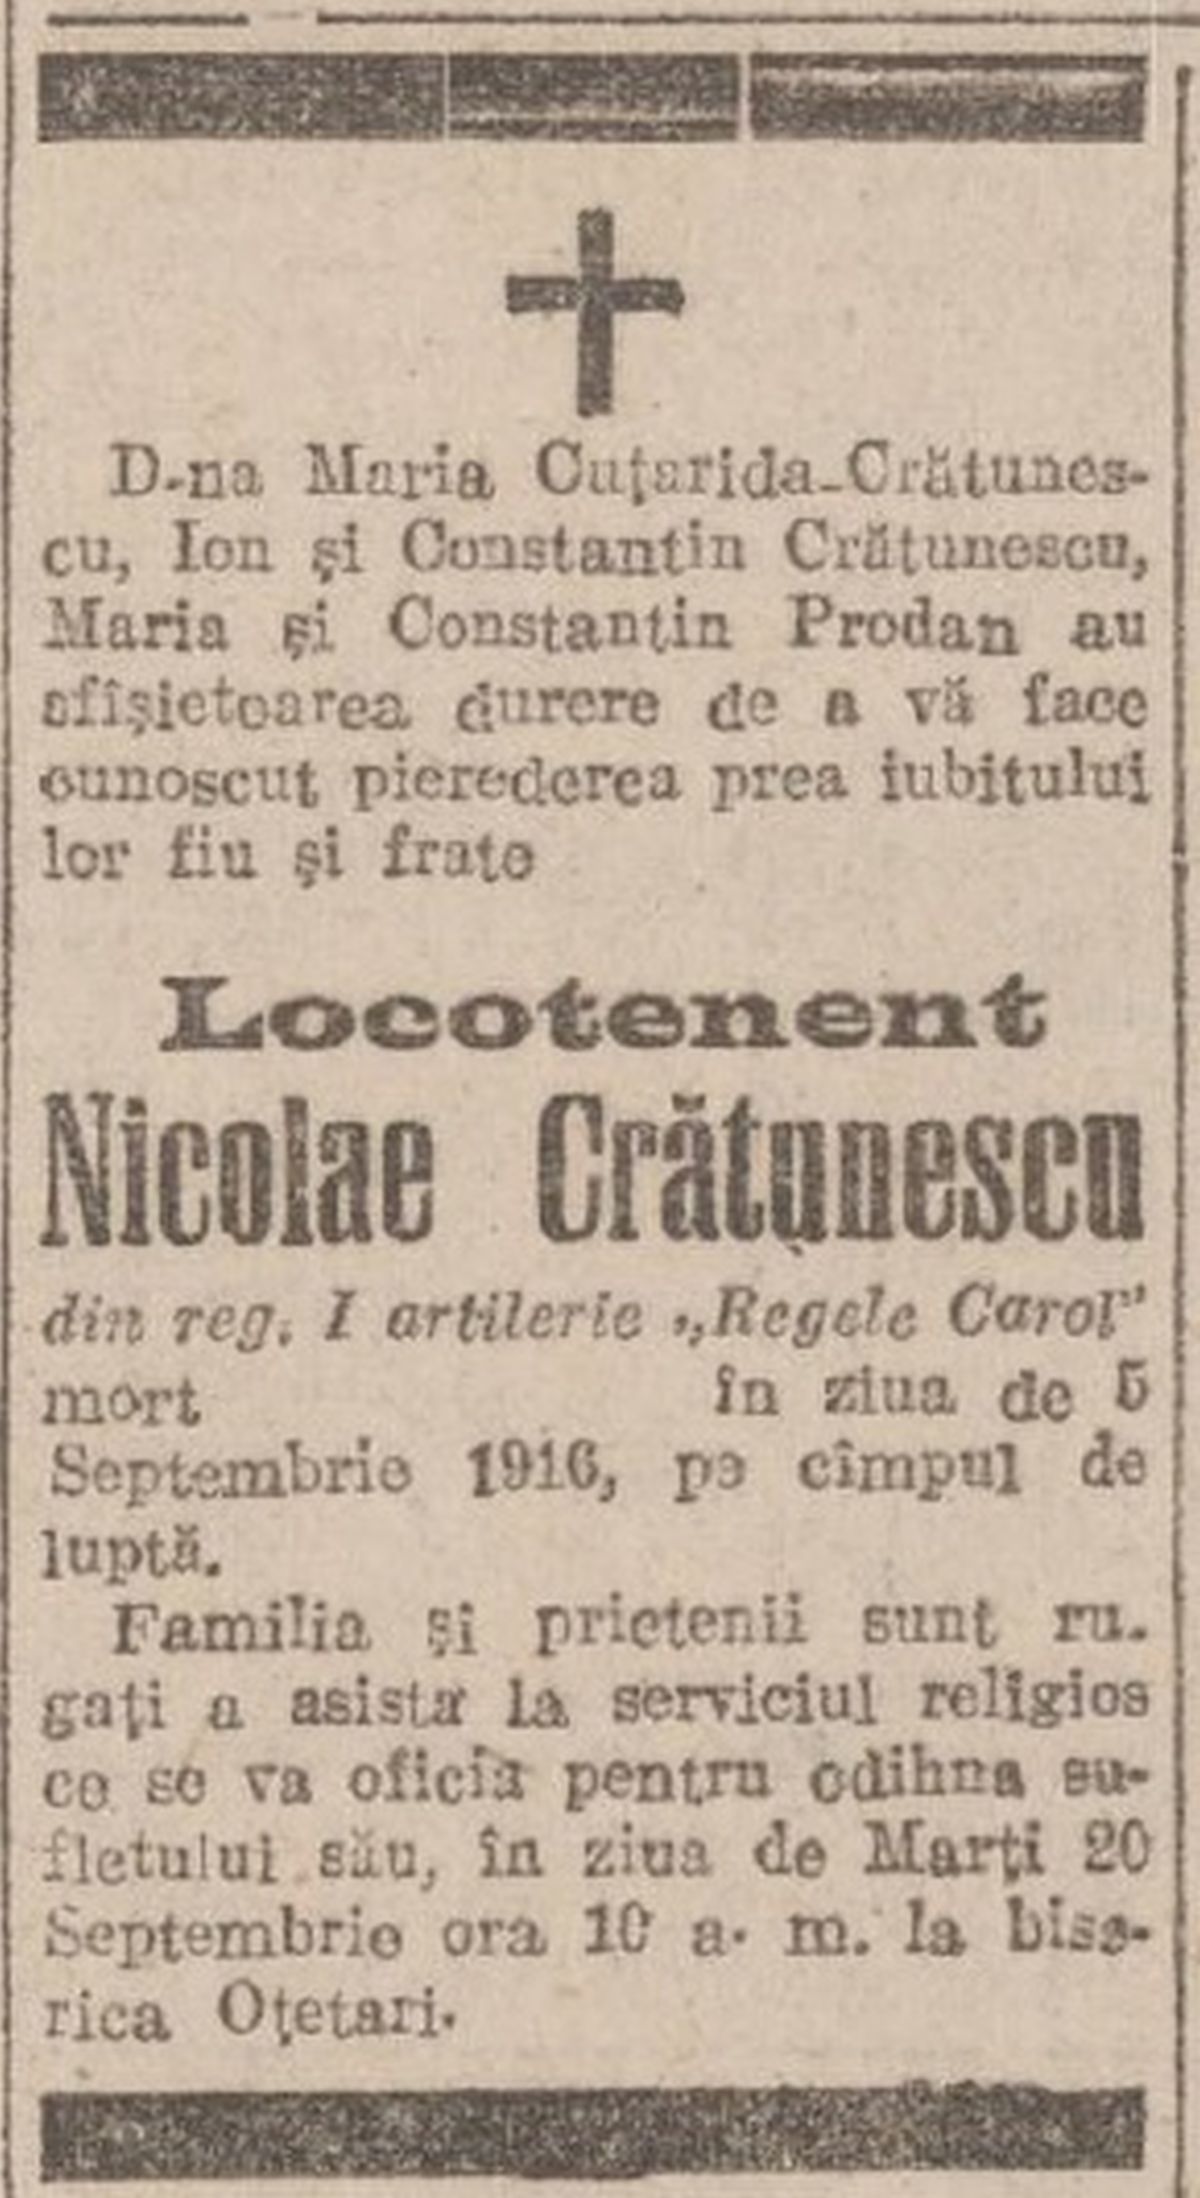 D-na Maria Cuțarida-Crătunes-
cu, Ion și Constantin Crătunescu,
Maria și Constantin Prodan au
sfîșietoarea durere de a vă face
cunoscut pierederea prea iubitului
lor fiu și frate
Locotenent
Nicolae Crătunescu
din reg. I artilerie „Regele Carol"
mort în ziua de 5
Septembrie 1916, pe cîmpul de
luptă.
Familia și prietenii sunt ru-
gați a asista la serviciul religios
ce se va oficia pentru odihna su-
fletului său, în ziua de Marți 20
Septembrie ora 10 a. m. la bise-
rica Oțetari.